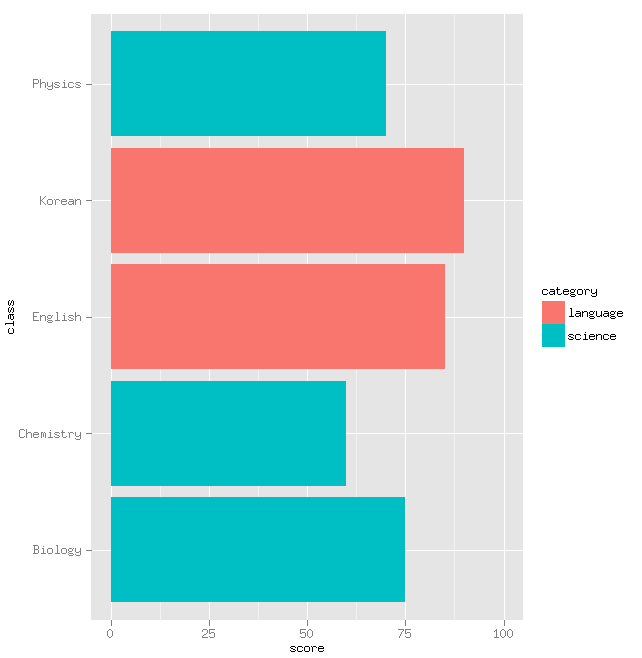 Physics
Korean
English
Chemistry
Biology
class
0 25 50 75 100
score
category
language
science